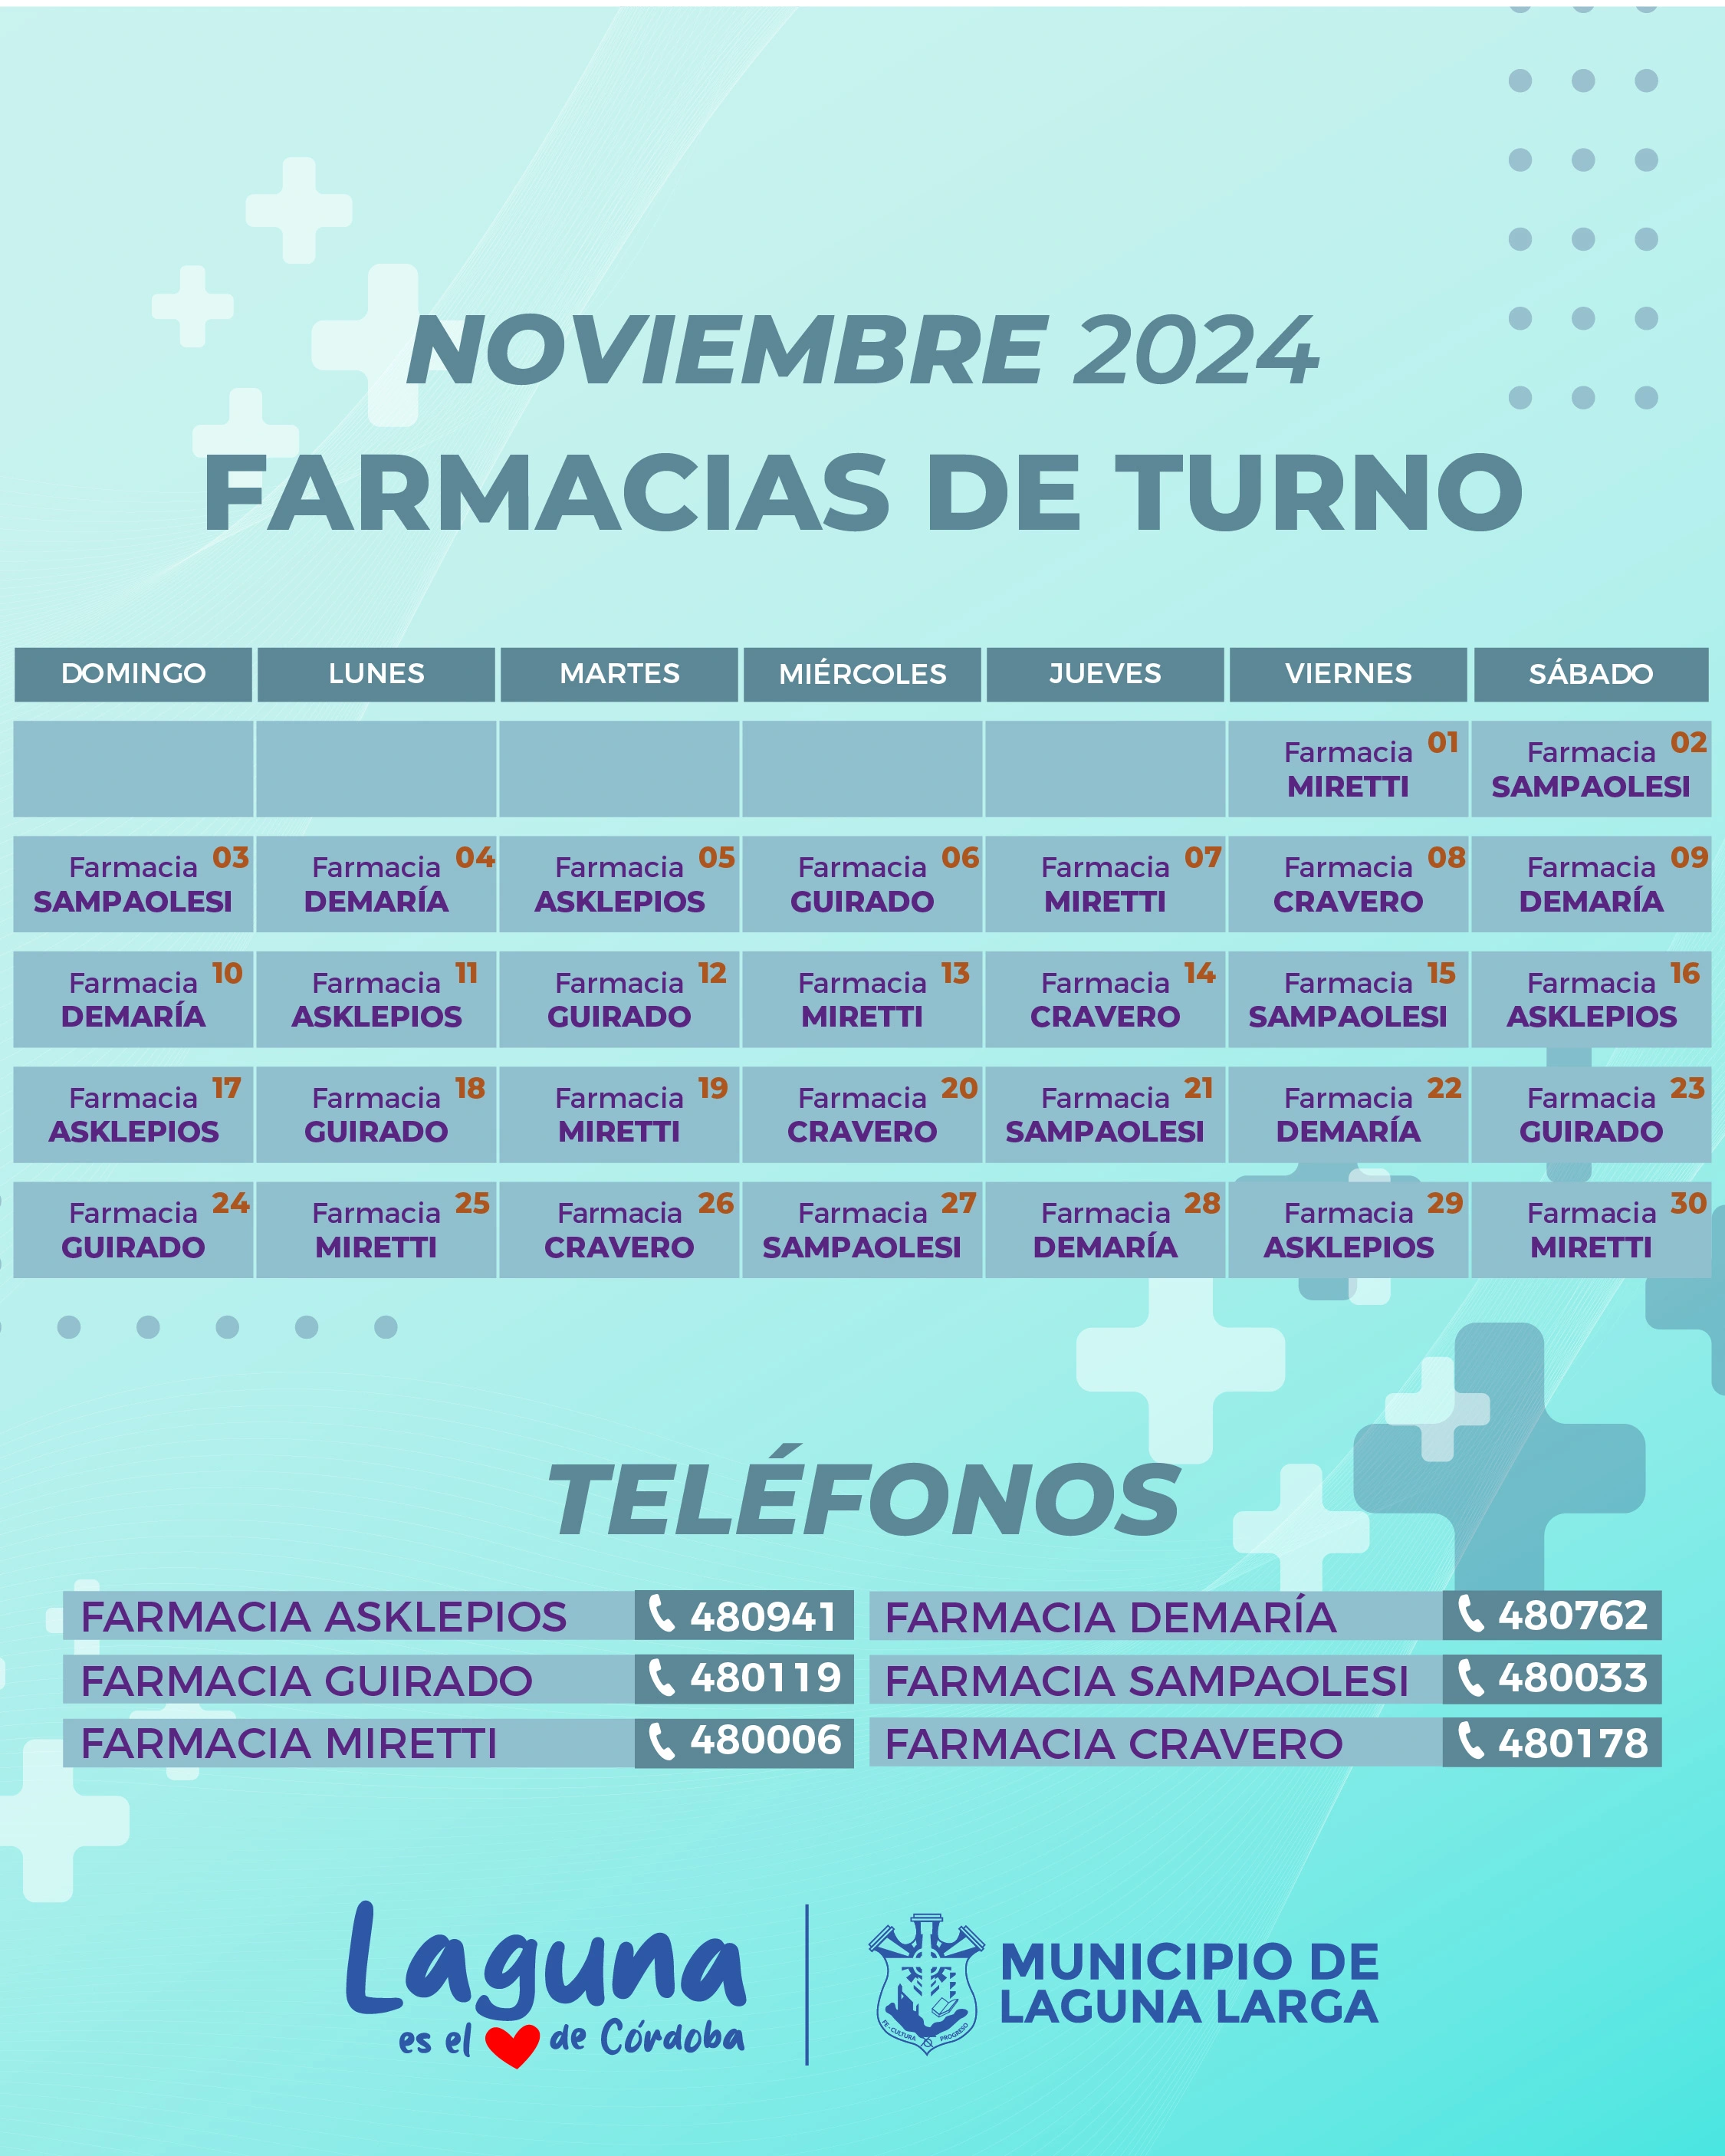 NOVIEMBRE 2024
FARMACIAS DE TURNO
DOMINGO LUNES MARTES MIÉRCOLES JUEVES VIERNES SÁBADO
Farmacia 01 Farmacia 02
MIRETTI SAMPAOLESI
Farmacia 03 Farmacia 04 Farmacia 05 Farmacia 06 Farmacia 07 Farmacia 08 Farmacia 09
SAMPAOLESI DEMARÍA ASKLEPIOS GUIRADO MIRETTI CRAVERO DEMARÍA
Farmacia 10 Farmacia 11 Farmacia 12 Farmacia 13 Farmacia 14 Farmacia 15 Farmacia 16
DEMARÍA ASKLEPIOS GUIRADO MIRETTI CRAVERO SAMPAOLESI ASKLEPIOS
Farmacia 17 Farmacia 18 Farmacia 19 Farmacia 20 Farmacia 21 Farmacia 22 Farmacia 23
ASKLEPIOS GUIRADO MIRETTI CRAVERO SAMPAOLESI DEMARÍA GUIRADO
Farmacia 24 Farmacia 25 Farmacia 26 Farmacia 27 Farmacia 28 Farmacia 29 Farmacia 30
GUIRADO MIRETTI CRAVERO SAMPAOLESI DEMARÍA ASKLEPIOS MIRETTI
TELÉFONOS
FARMACIA ASKLEPIOS 480941 FARMACIA DEMARÍA 480762
FARMACIA GUIRADO 480119 FARMACIA SAMPAOLESI 480033
FARMACIA MIRETTI 480006 FARMACIA CRAVERO 480178
Laguna
es el de Córdoba
FE - CULTURA PROGRESO
MUNICIPIO DE
LAGUNA LARGA